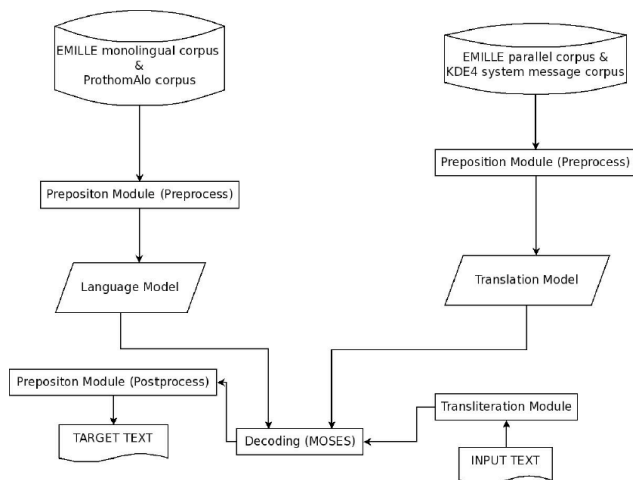 EMILLE monolingual corpus
&
ProthomAlo corpus
EMILLE parallel corpus &
KDE4 system message corpus
Prepositon Module (Preprocess)
Preposition Module (Preprocess)
Language Model
Translation Model
Prepositon Module (Postprocess)
Transliteration Module
TARGET TEXT
Decoding (MOSES)
INPUT TEXT